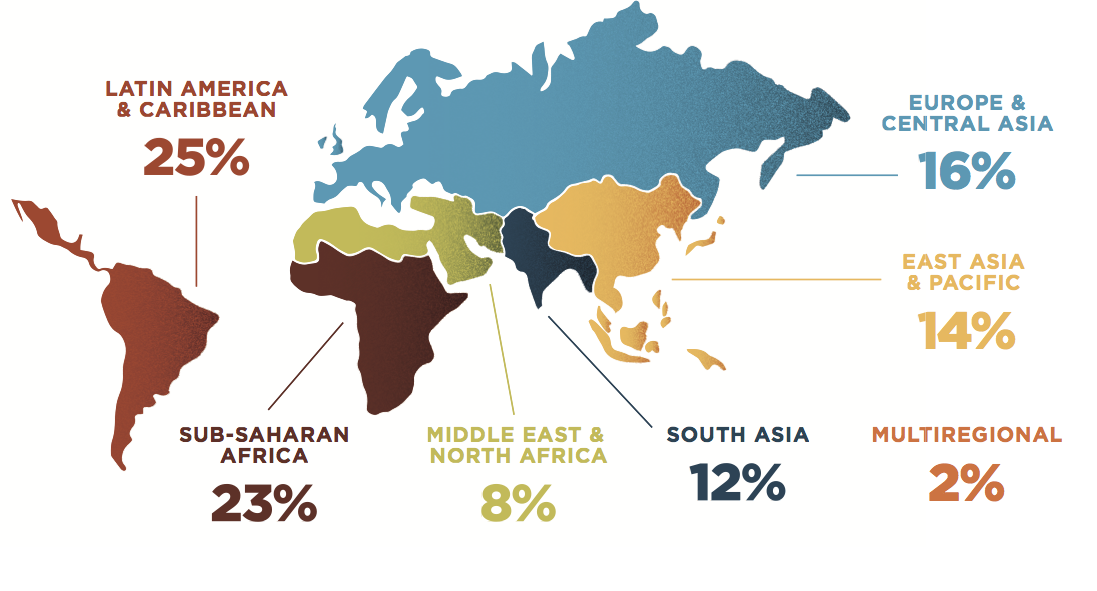 LATIN AMERICA
& CARIBBEAN
25%
EUROPE &
CENTRAL ASIA
16%
EAST ASIA
& PACIFIC
14%
SUB-SAHARAN
AFRICA
23%
MIDDLE EAST &
NORTH AFRICA
8%
SOUTH ASIA
12%
MULTIREGIONAL
2%